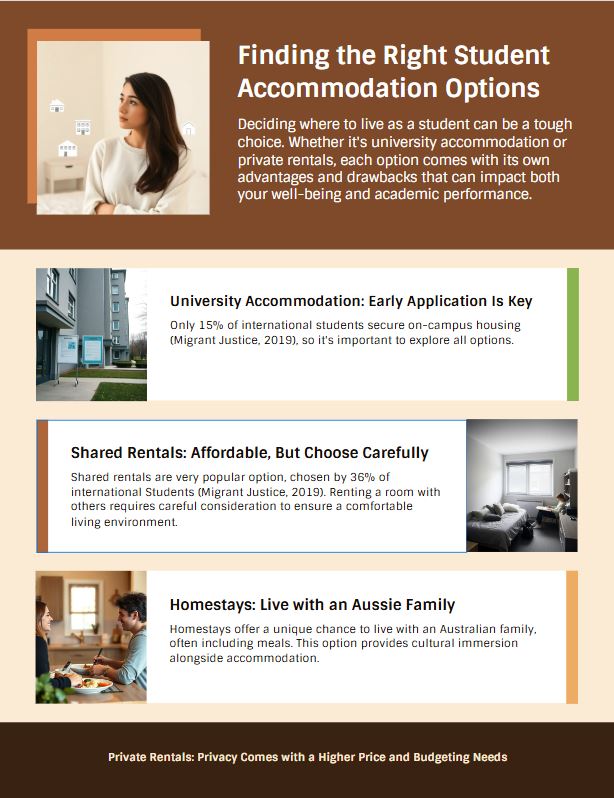 Finding the Right Student
Accommodation Options
Deciding where to live as a student can be a tough
choice. Whether it's university accommodation or
private rentals, each option comes with its own
advantages and drawbacks that can impact both
your well-being and academic performance.
University Accommodation: Early Application Is Key
Only 15% of international students secure on-campus housing
(Migrant Justice, 2019), so it's important to explore all options.
Shared Rentals: Affordable, But Choose Carefully
Shared rentals are very popular option, chosen by 36% of
international Students (Migrant Justice, 2019). Renting a room with
others requires careful consideration to ensure a comfortable
living environment.
Homestays: Live with an Aussie Family
Homestays offer a unique chance to live with an Australian family,
often including meals. This option provides cultural immersion
alongside accommodation.
Private Rentals: Privacy Comes with a Higher Price and Budgeting Needs